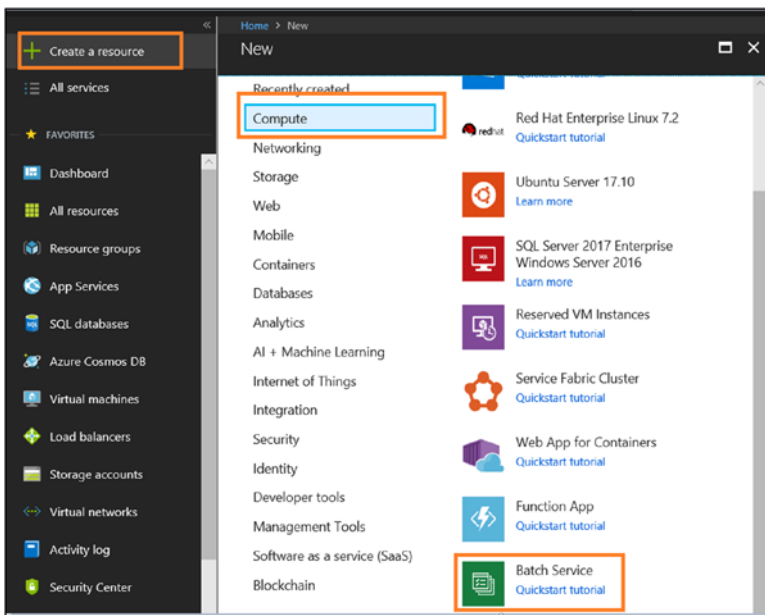 Home > New
Create a resource
All services
FAVORITES
Dashboard
All resources
Resource groups
App Services
SQL databases
Azure Cosmos DB
Virtual machines
Load balancers
Storage accounts
Virtual networks
Activity log
Security Center
New
Recently created
Compute
Networking
Storage
Web
Mobile
Containers
Databases
Analytics
AI + Machine Learning
Internet of Things
Integration
Security
Identity
Developer tools
Management Tools
Software as a service (SaaS)
Blockchain
redhat
Red Hat Enterprise Linux 7.2
Quickstart tutorial
Ubuntu Server 17.10
Learn more
SQL Server 2017 Enterprise
Windows Server 2016
Learn more
Reserved VM Instances
Quickstart tutorial
Service Fabric Cluster
Quickstart tutorial
Web App for Containers
Quickstart tutorial
Function App
Quickstart tutorial
Batch Service
Quickstart tutorial